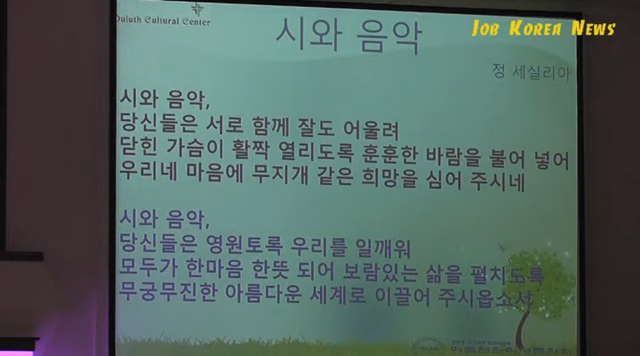 Duluth Cultural Center
JOB KOREA NEWS
시와 음악
정 세실리아
시와 음악,
당신들은 서로 함께 잘도 어울려
닫힌 가슴이 활짝 열리도록 훈훈한 바람을 불어 넣어
우리네 마음에 무지개 같은 희망을 심어 주시네
시와 음악,
당신들은 영원토록 우리를 일깨워
모두가 한마음 한뜻 되어 보람있는 삶을 펼치도록
무궁무진한 아름다운 세계로 이끌어 주시옵소서